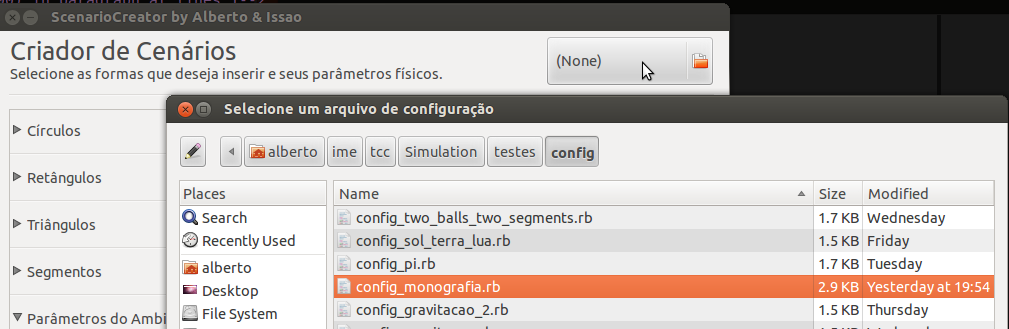 ScenarioCreator by Alberto & Issao
Criador de Cenários
Selecione as formas que deseja inserir e seus parâmetros físicos.
(None)
Círculos
Retângulos
Triângulos
Segmentos
Parâmetros do Ambi
Selecione um arquivo de configuração
alberto ime tcc Simulation testes config
Places
Search
Recently Used
alberto
Desktop
File System
Name Size Modified
config_two_balls_two_segments.rb 1.7 KB Wednesday
config_sol_terra_lua.rb 1.5 KB Friday
config_pi.rb 1.7 KB Tuesday
config_monografia.rb 2.9 KB Yesterday at 19:54
config_gravitacao_2.rb 1.5 KB Thursday